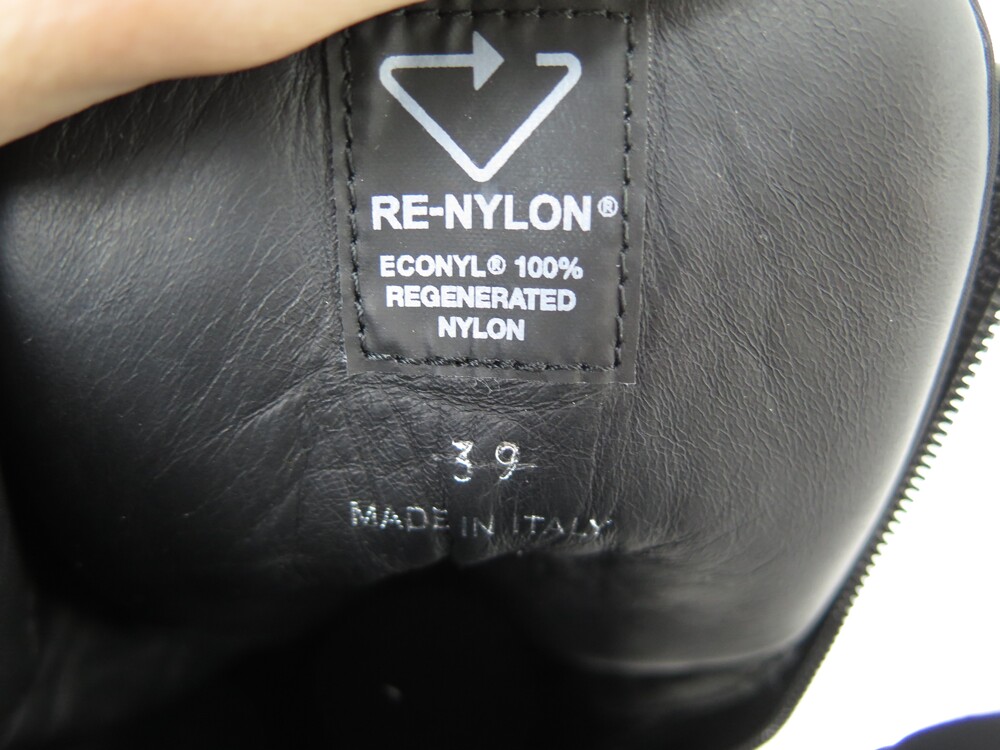 RE-NYLON®
ECONYL® 100%
REGENERATED
NYLON
39
MADE IN ITALY